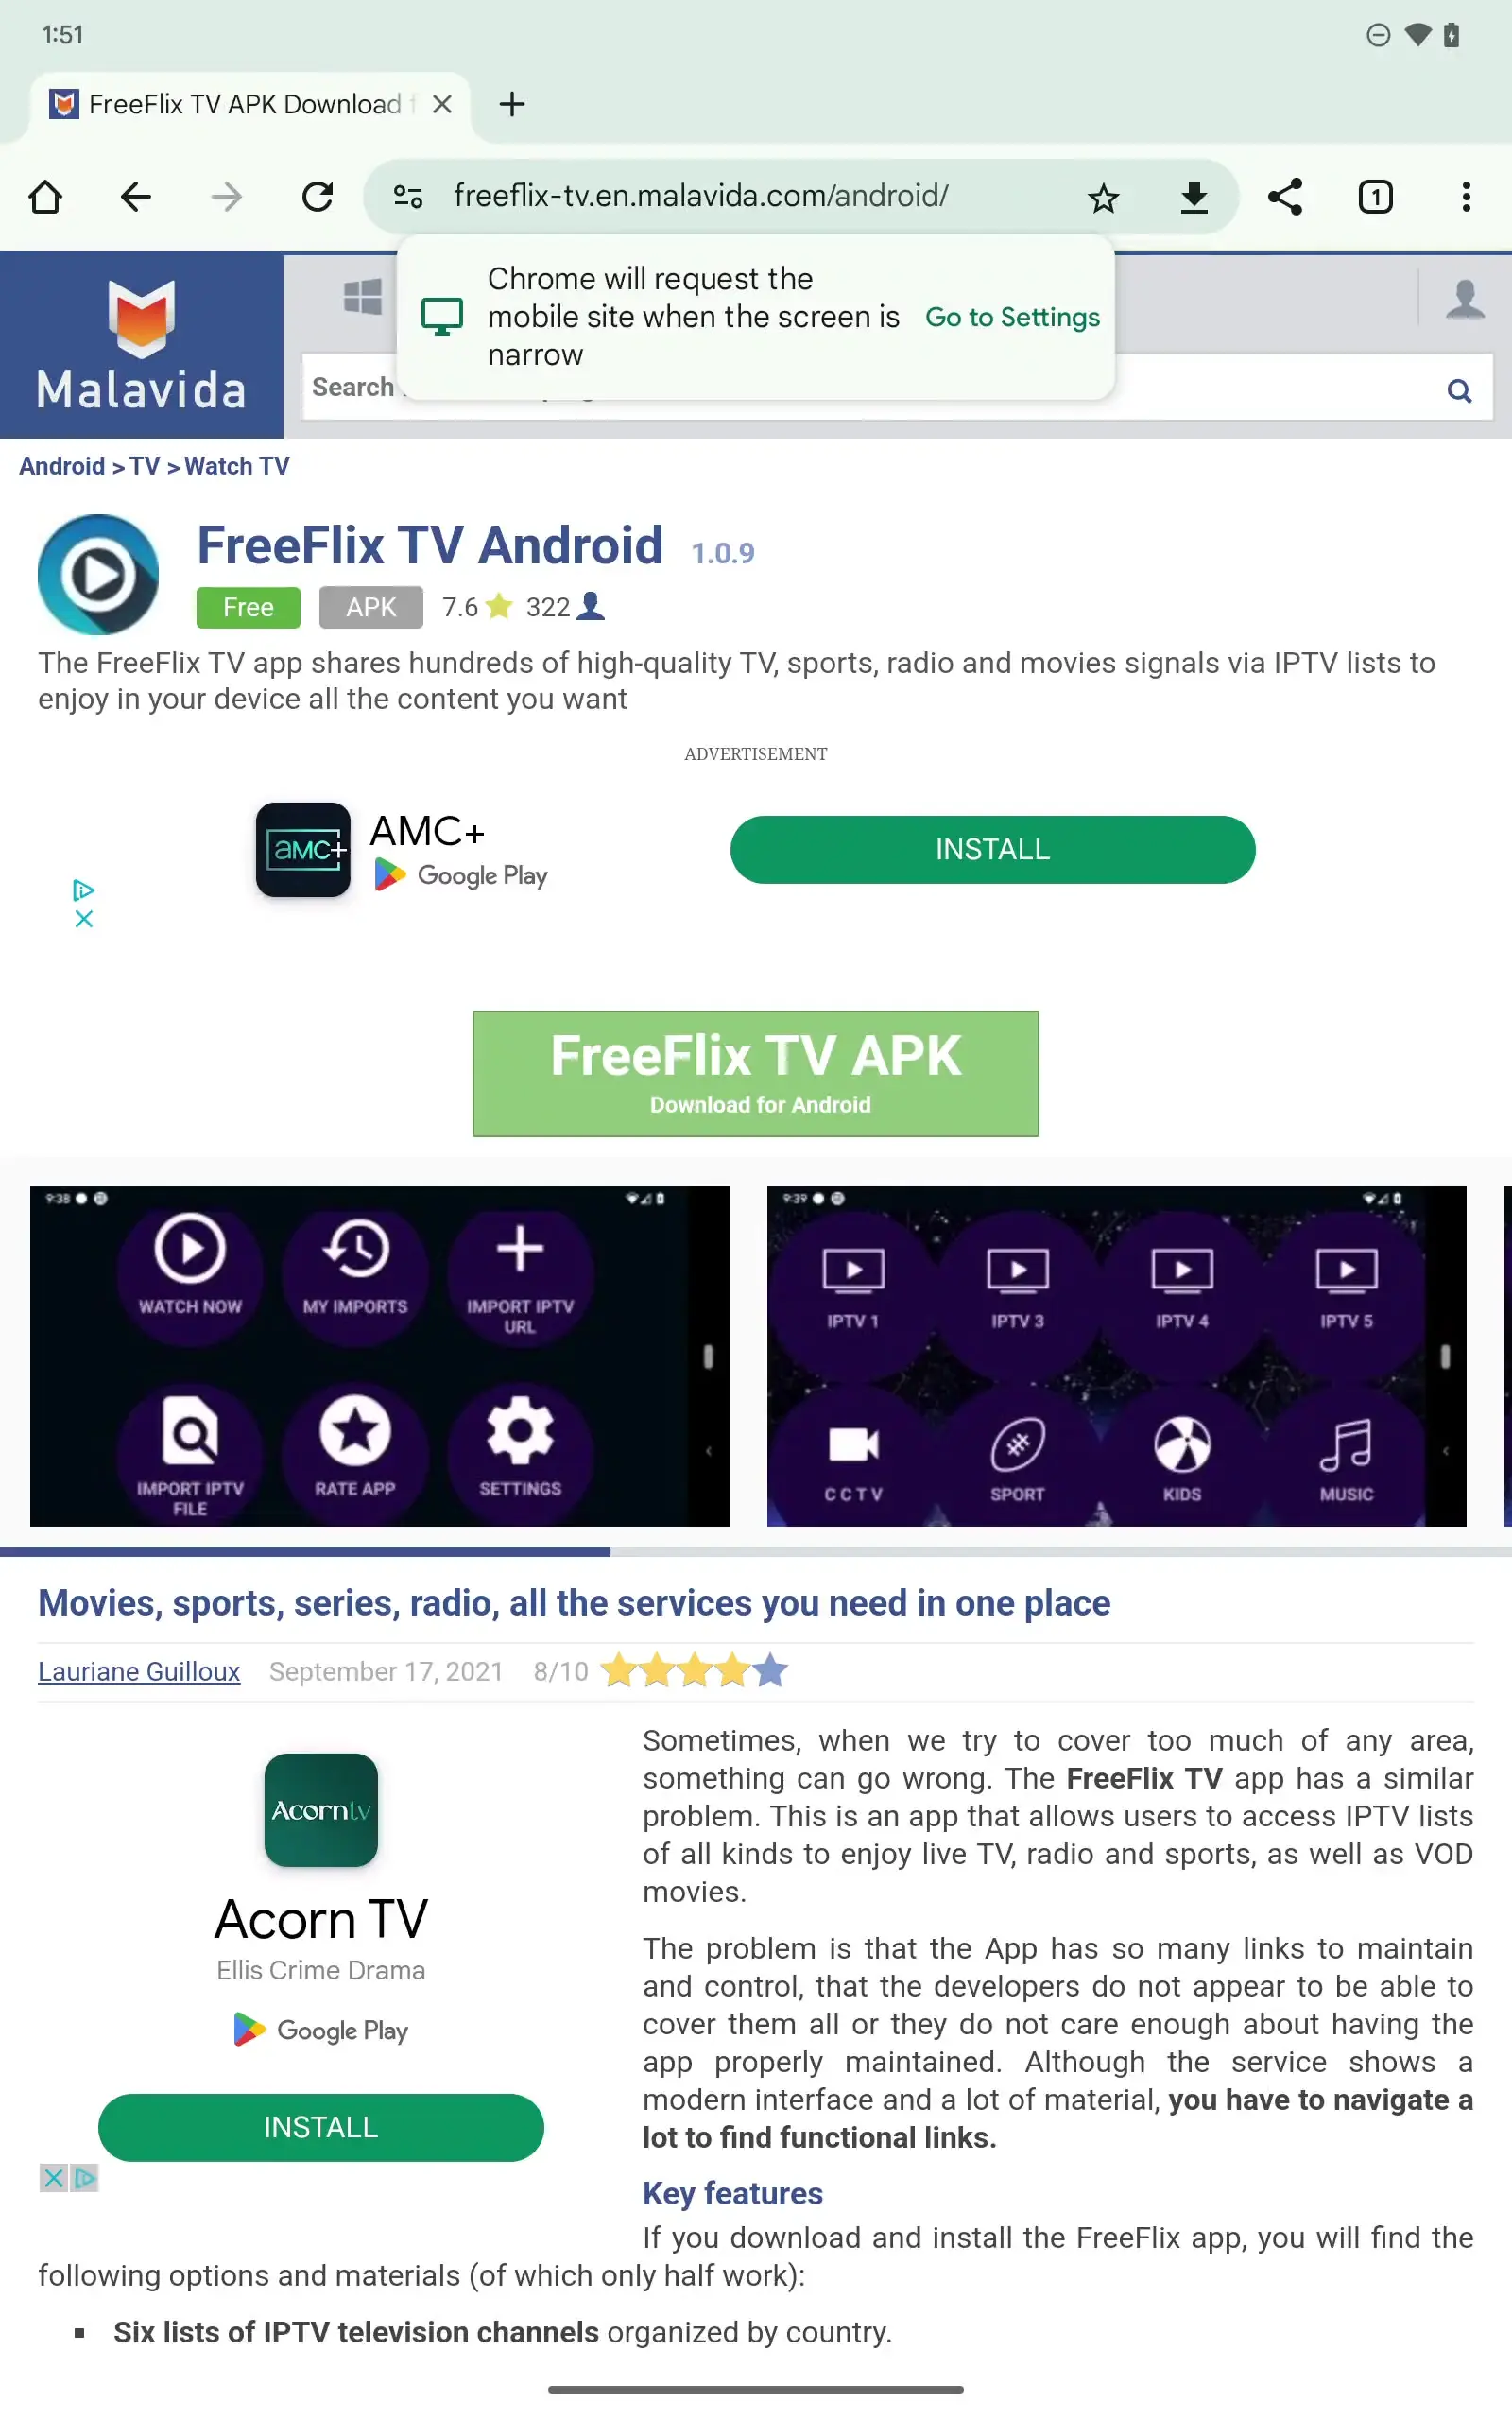 1:51
FreeFlix TV APK Download f
freeflix-tv.en.malavida.com/android/
1
Chrome will request the
mobile site when the screen is
narrow
Go to Settings
Malavida
Search
Android > TV > Watch TV
FreeFlix TV Android 1.0.9
Free APK 7.6 322
The FreeFlix TV app shares hundreds of high-quality TV, sports, radio and movies signals via IPTV lists to
enjoy in your device all the content you want
ADVERTISEMENT
aMC+
AMC+
Google Play
INSTALL
FreeFlix TV APK
Download for Android
9:38
WATCH NOW
MY IMPORTS
IMPORT IPTV
URL
IMPORT IPTV
FILE
RATE APP
SETTINGS
9:39
IPTV 1
IPTV 3
IPTV 4
IPTV 5
C C T V
SPORT
KIDS
MUSIC
Movies, sports, series, radio, all the services you need in one place
Lauriane Guilloux September 17, 2021 8/10
Acorntv
Acorn TV
Ellis Crime Drama
Google Play
INSTALL
Sometimes, when we try to cover too much of any area,
something can go wrong. The FreeFlix TV app has a similar
problem. This is an app that allows users to access IPTV lists
of all kinds to enjoy live TV, radio and sports, as well as VOD
movies.
The problem is that the App has so many links to maintain
and control, that the developers do not appear to be able to
cover them all or they do not care enough about having the
app properly maintained. Although the service shows a
modern interface and a lot of material, you have to navigate a
lot to find functional links.
Key features
If you download and install the FreeFlix app, you will find the
following options and materials (of which only half work):
▪ Six lists of IPTV television channels organized by country.